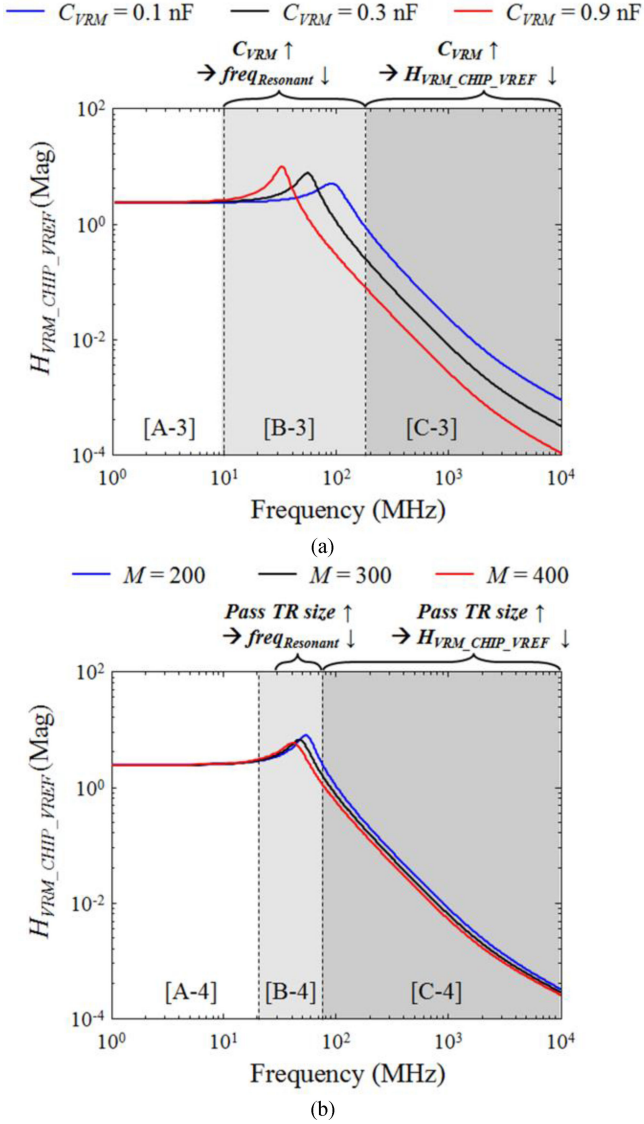 C_VRM = 0.1 nF C_VRM = 0.3 nF C_VRM = 0.9 nF
C_VRM ↑ C_VRM ↑
→ freq_Resonant ↓ → H_VRM_CHIP_VREF ↓
H_VRM_CHIP_VREF (Mag)
10^2
10^0
10^-2
10^-4
[A-3] [B-3] [C-3]
10^0 10^1 10^2 10^3 10^4
Frequency (MHz)
(a)
M = 200 M = 300 M = 400
Pass TR size ↑ Pass TR size ↑
→ freq_Resonant ↓ → H_VRM_CHIP_VREF ↓
H_VRM_CHIP_VREF (Mag)
10^2
10^0
10^-2
10^-4
[A-4] [B-4] [C-4]
10^0 10^1 10^2 10^3 10^4
Frequency (MHz)
(b)